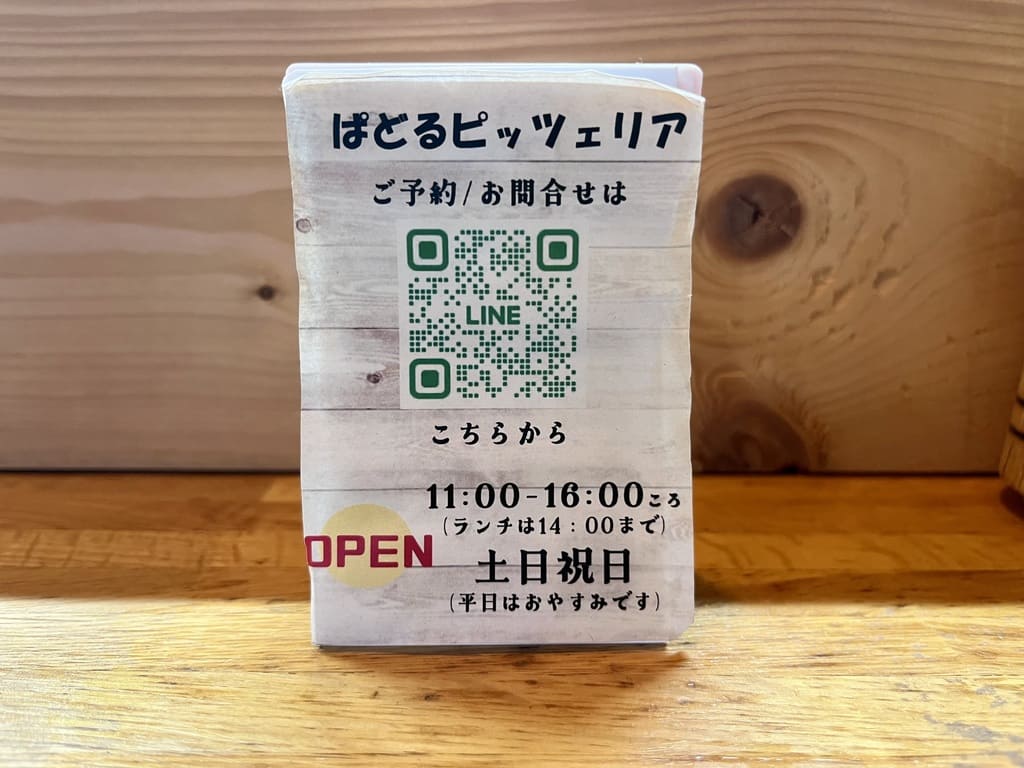 ぱどるピッツェリア
ご予約/お問合せは
LINE
こちらから
11:00-16:00ころ
(ランチは14:00まで)
OPEN
土日祝日
(平日はおやすみです)